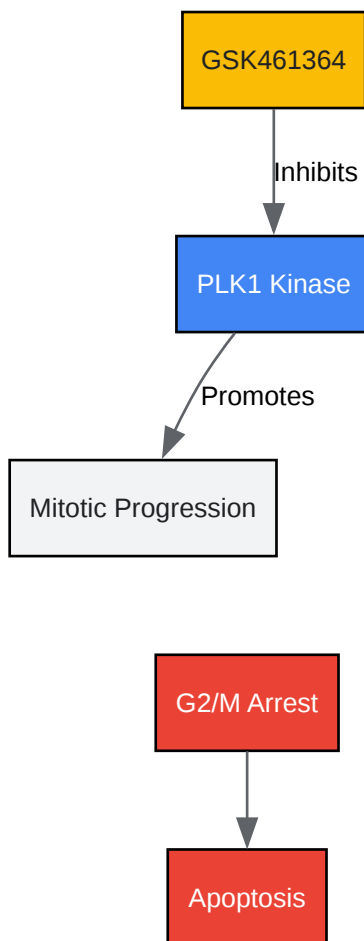 GSK461364
Inhibits
PLK1 Kinase
Promotes
Mitotic Progression
G2/M Arrest
Apoptosis